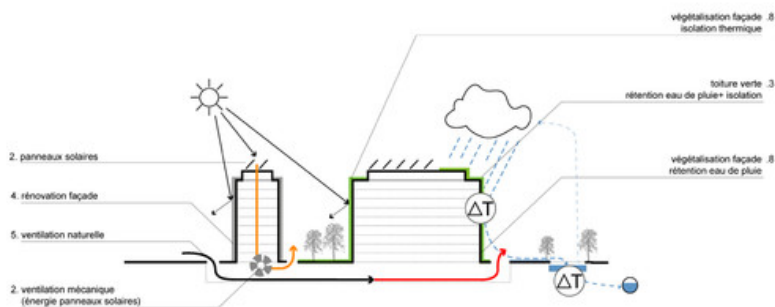 végétalisation façade .8
isolation thermique
toiture verte .3
rétention eau de pluie+ isolation
2. panneaux solaires
végétalisation façade .8
rétention eau de pluie
4. rénovation façade
ΔT
5. ventilation naturelle
ΔT
2. ventilation mécanique
(énergie panneaux solaires)